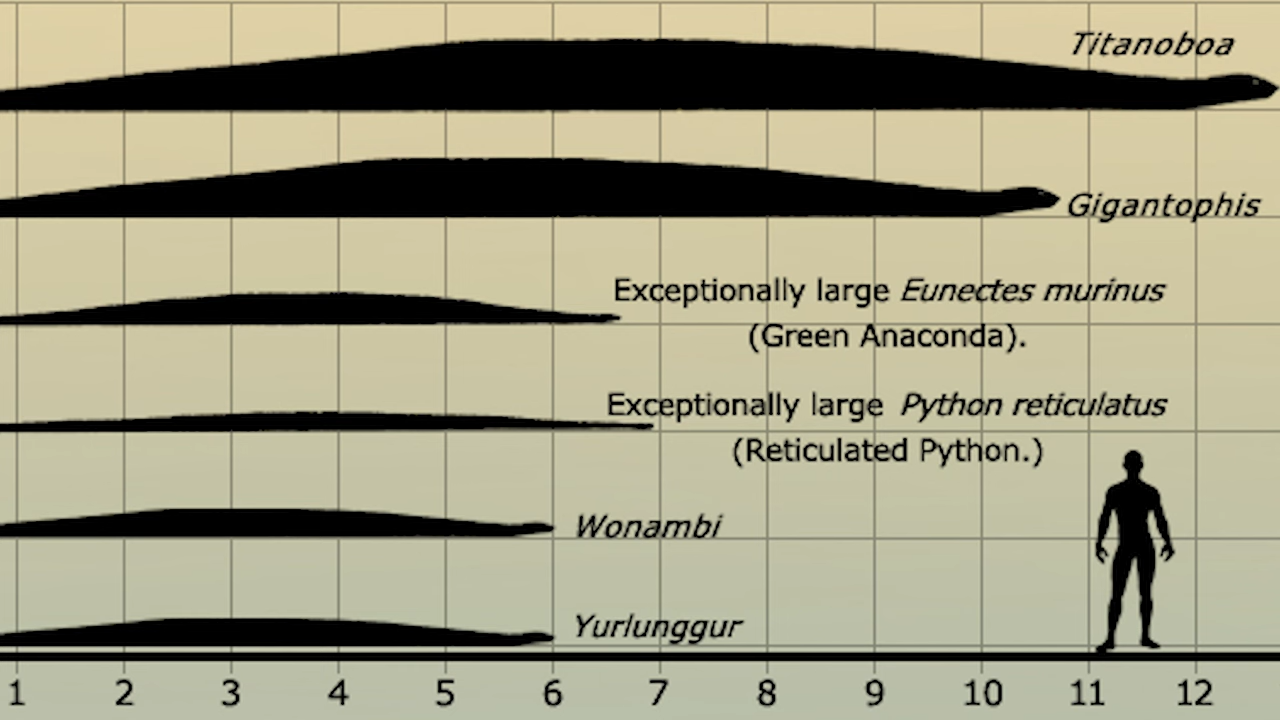 Titanoboa
Gigantophis
Exceptionally large Eunectes murinus
(Green Anaconda).
Exceptionally large Python reticulatus
(Reticulated Python.)
Wonambi
Yurlunggur
1 2 3 4 5 6 7 8 9 10 11 12